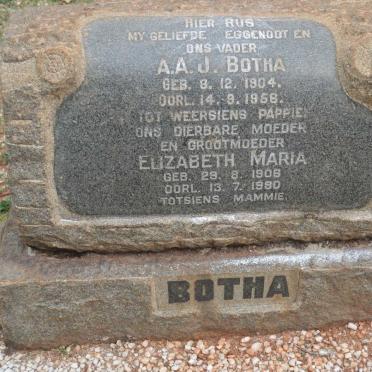 HIER RUS
MY GELIEFDE EGGENOOT EN
ONS VADER
A.A.J. BOTHA
GEB. 8. 12. 1904.
OORL. 14. 9. 1958.
TOT WEERSIENS PAPPIE.
ONS DIERBARE MOEDER
EN GROOTMOEDER
ELIZABETH MARIA
GEB. 29. 8. 1908
OORL. 13. 7. 1990
TOTSIENS MAMMIE.
BOTHA